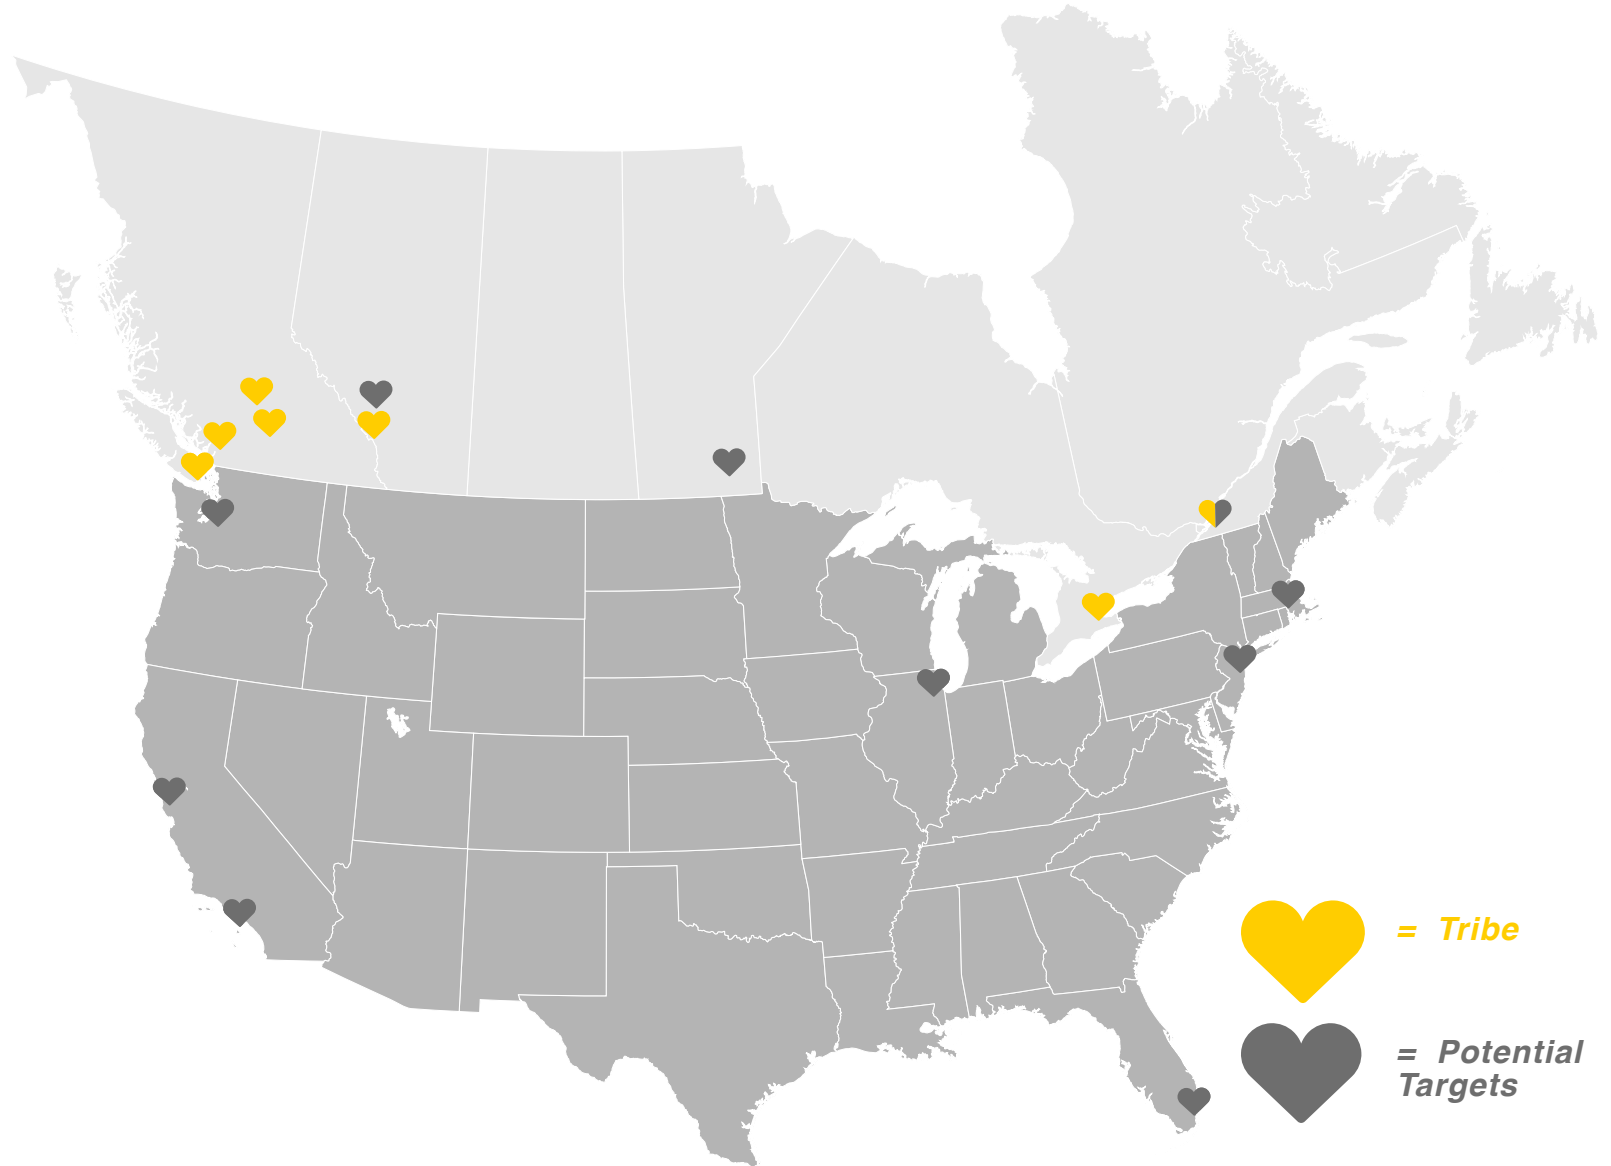 = Tribe
= Potential
Targets